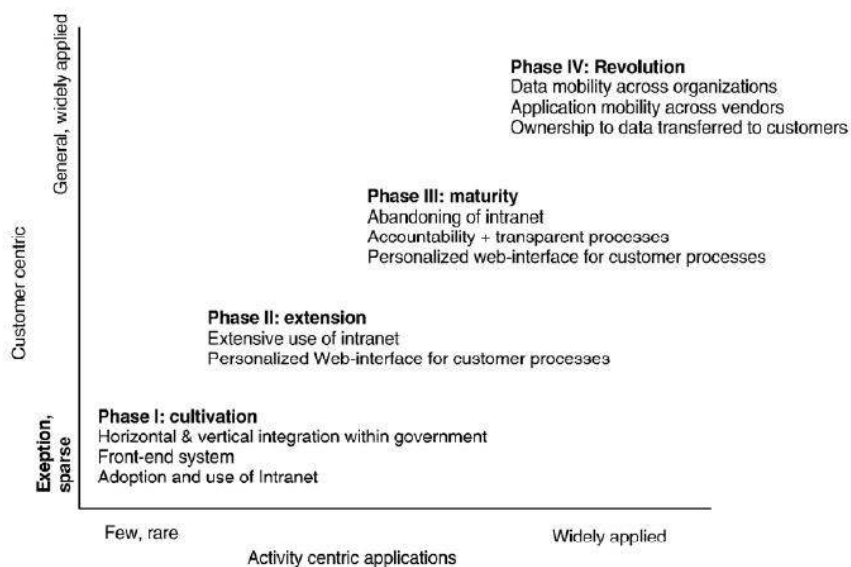 General, widely applied
Customer centric
Exeption,
sparse
Phase IV: Revolution
Data mobility across organizations
Application mobility across vendors
Ownership to data transferred to customers
Phase III: maturity
Abandoning of intranet
Accountability + transparent processes
Personalized web-interface for customer processes
Phase II: extension
Extensive use of intranet
Personalized Web-interface for customer processes
Phase I: cultivation
Horizontal & vertical integration within government
Front-end system
Adoption and use of Intranet
Few, rare
Widely applied
Activity centric applications